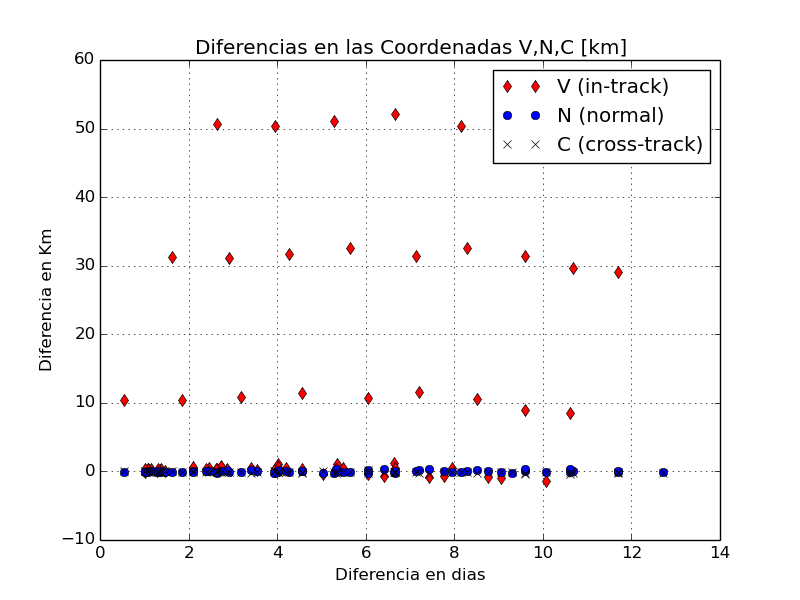 Diferencias en las Coordenadas V,N,C [km]
60
50
40
30
20
10
0
−10
Diferencia en Km
V (in-track)
N (normal)
C (cross-track)
0 2 4 6 8 10 12 14
Diferencia en dias